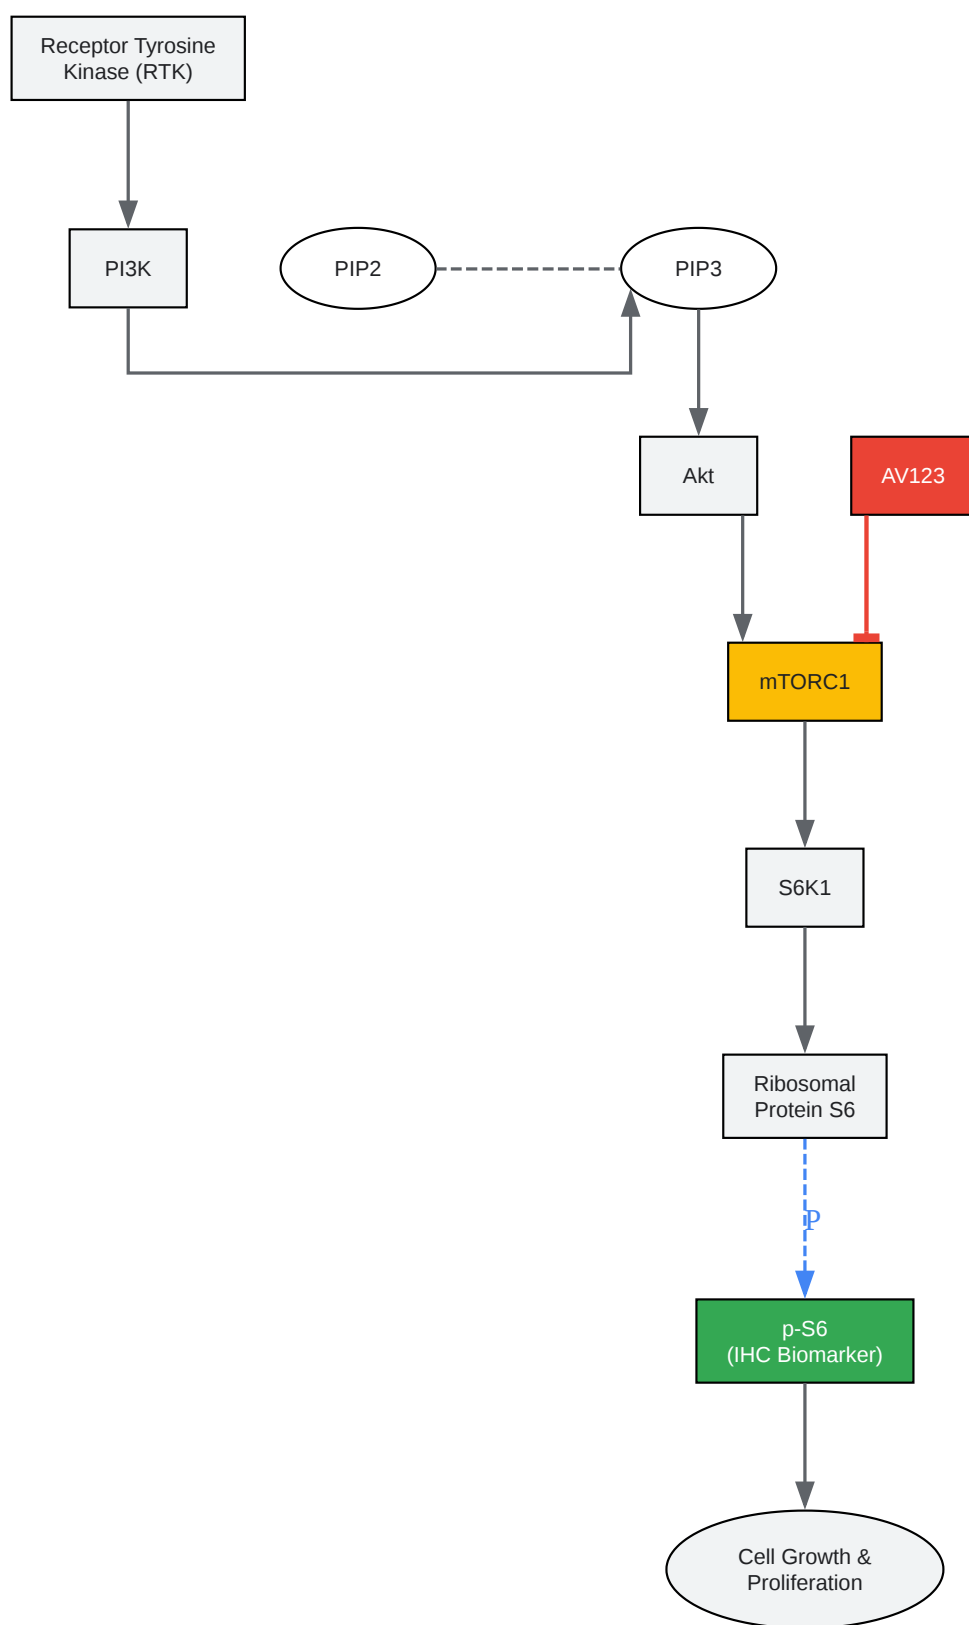 Receptor Tyrosine
Kinase (RTK)
PI3K
PIP2
PIP3
Akt
AV123
mTORC1
S6K1
Ribosomal
Protein S6
P
p-S6
(IHC Biomarker)
Cell Growth &
Proliferation